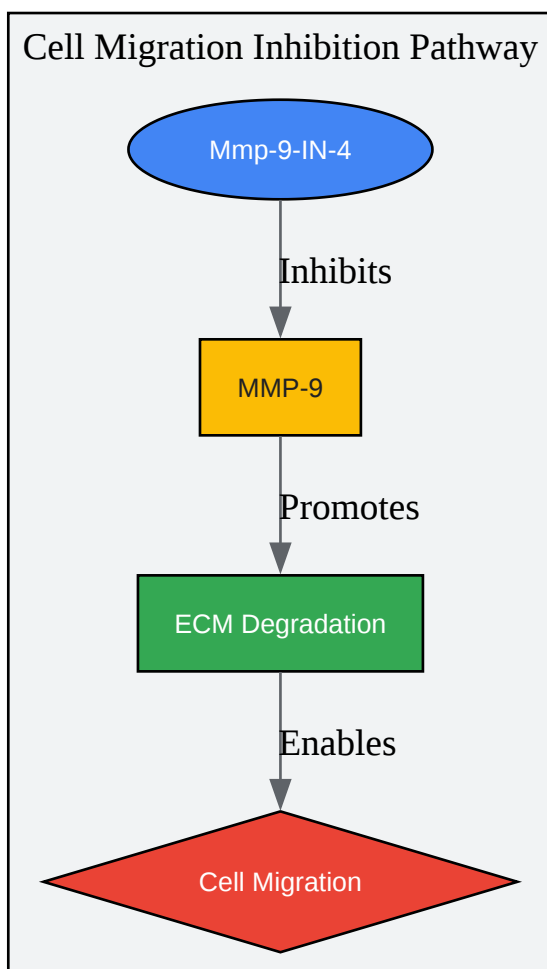 Cell Migration Inhibition Pathway
Mmp-9-IN-4
Inhibits
MMP-9
Promotes
ECM Degradation
Enables
Cell Migration